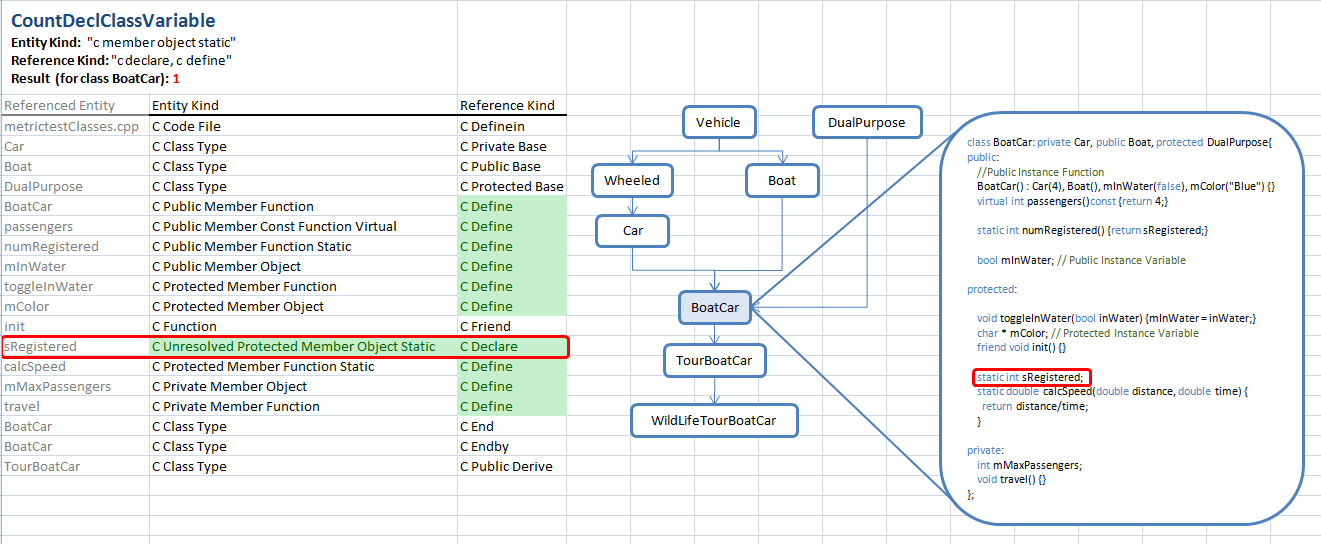 CountDeclClassVariable
Entity Kind: "c member object static"
Reference Kind: "c declare, c define"
Result (for class BoatCar): 1
Referenced Entity Entity Kind Reference Kind
metrictestClasses.cpp C Code File C Definein
Car C Class Type C Private Base
Boat C Class Type C Public Base
DualPurpose C Class Type C Protected Base
BoatCar C Public Member Function C Define
passengers C Public Member Const Function Virtual C Define
numRegistered C Public Member Function Static C Define
mInWater C Public Member Object C Define
toggleInWater C Protected Member Function C Define
mColor C Protected Member Object C Define
init C Function C Friend
sRegistered C Unresolved Protected Member Object Static C Declare
calcSpeed C Protected Member Function Static C Define
mMaxPassengers C Private Member Object C Define
travel C Private Member Function C Define
BoatCar C Class Type C End
BoatCar C Class Type C Endby
TourBoatCar C Class Type C Public Derive
Vehicle
DualPurpose
Wheeled
Boat
Car
BoatCar
TourBoatCar
WildLifeTourBoatCar
class BoatCar: private Car, public Boat, protected DualPurpose{
public:
//Public Instance Function
BoatCar() : Car(4), Boat(), mInWater(false), mColor("Blue") {}
virtual int passengers()const {return 4;}
static int numRegistered() {return sRegistered;}
bool mInWater; // Public Instance Variable
protected:
void toggleInWater(bool inWater) {mInWater = inWater;}
char * mColor; // Protected Instance Variable
friend void init() {}
static int sRegistered;
static double calcSpeed(double distance, double time) {
return distance/time;
}
private:
int mMaxPassengers;
void travel() {}
};